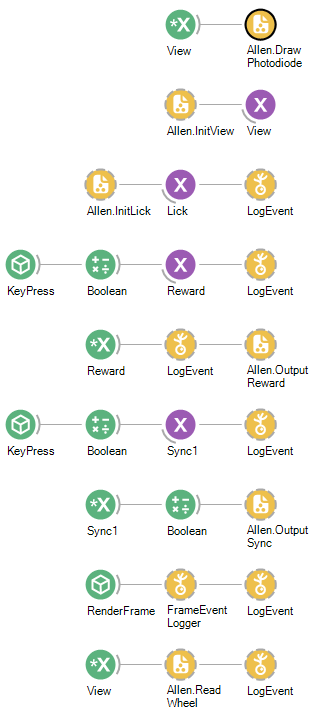 View
Allen.Draw
Photodiode
Allen.InitView
View
Allen.InitLick
Lick
LogEvent
KeyPress
Boolean
Reward
LogEvent
Reward
LogEvent
Allen.Output
Reward
KeyPress
Boolean
Sync1
LogEvent
Sync1
Boolean
Allen.Output
Sync
RenderFrame
FrameEvent
Logger
LogEvent
View
Allen.Read
Wheel
LogEvent